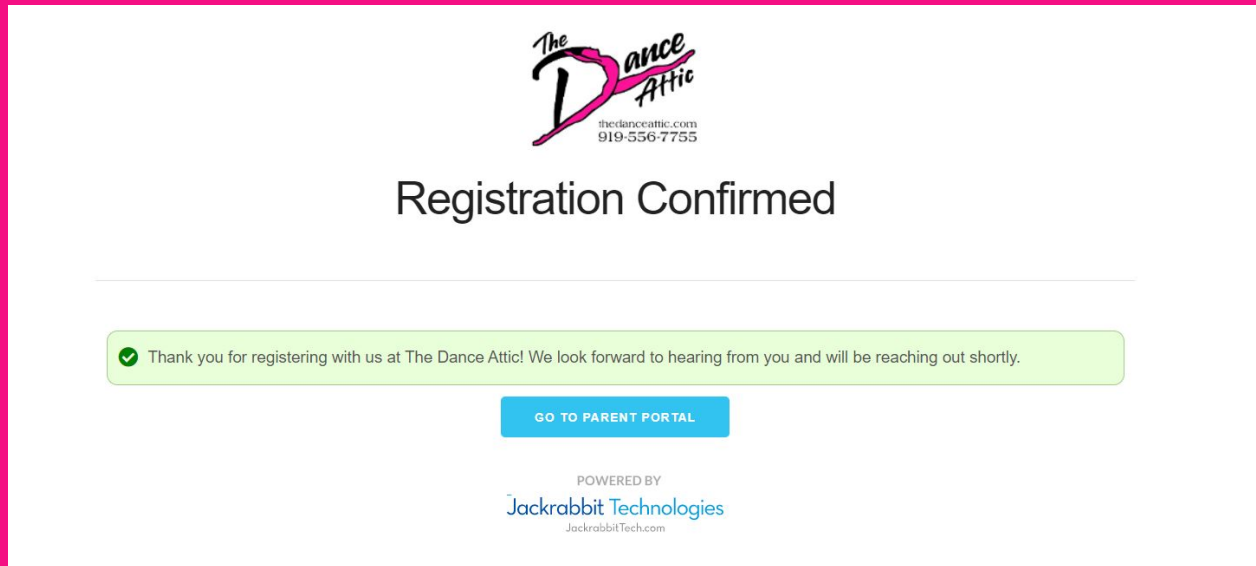 The Dance Attic
thedanceattic.com
919-556-7755
Registration Confirmed
Thank you for registering with us at The Dance Attic! We look forward to hearing from you and will be reaching out shortly.
GO TO PARENT PORTAL
POWERED BY
Jackrabbit Technologies
JackrabbitTech.com